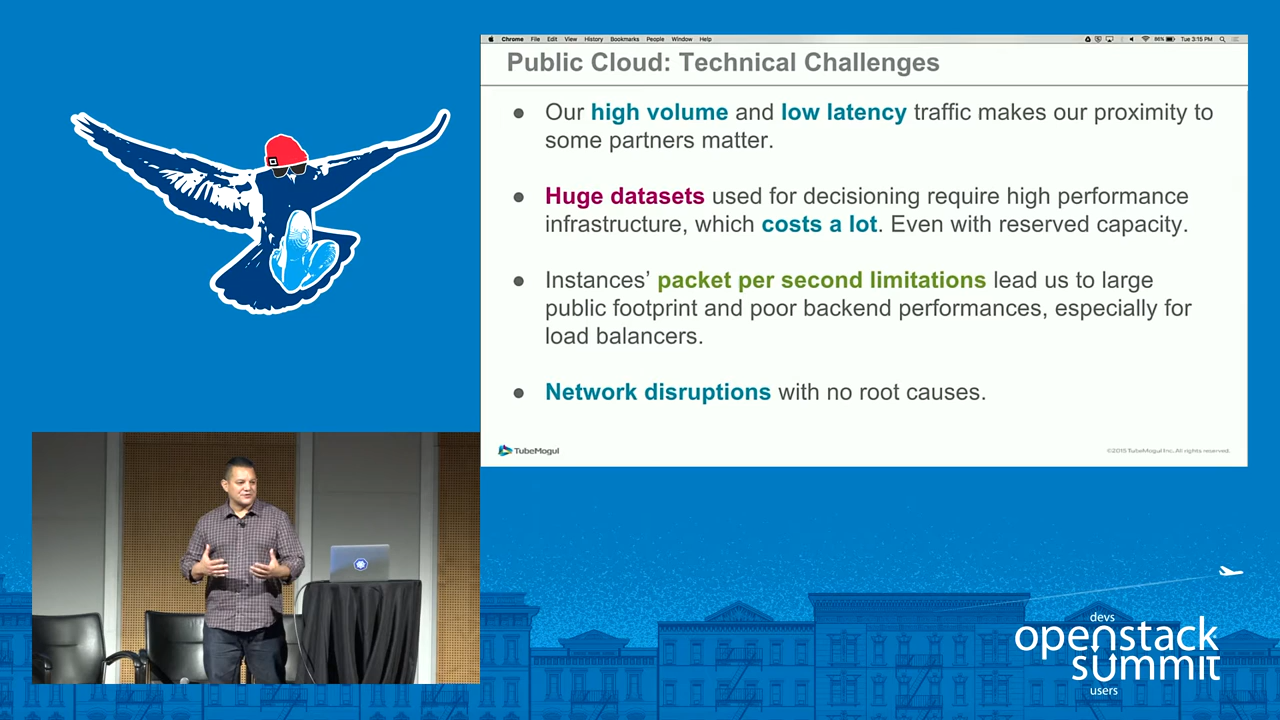 Chrome File Edit View History Bookmarks People Window Help
86% Tue 3:15 PM
Public Cloud: Technical Challenges
● Our high volume and low latency traffic makes our proximity to
some partners matter.
● Huge datasets used for decisioning require high performance
infrastructure, which costs a lot. Even with reserved capacity.
● Instances’ packet per second limitations lead us to large
public footprint and poor backend performances, especially for
load balancers.
● Network disruptions with no root causes.
TubeMogul
©2015 TubeMogul Inc. All rights reserved.
devs
openstack
summit
users